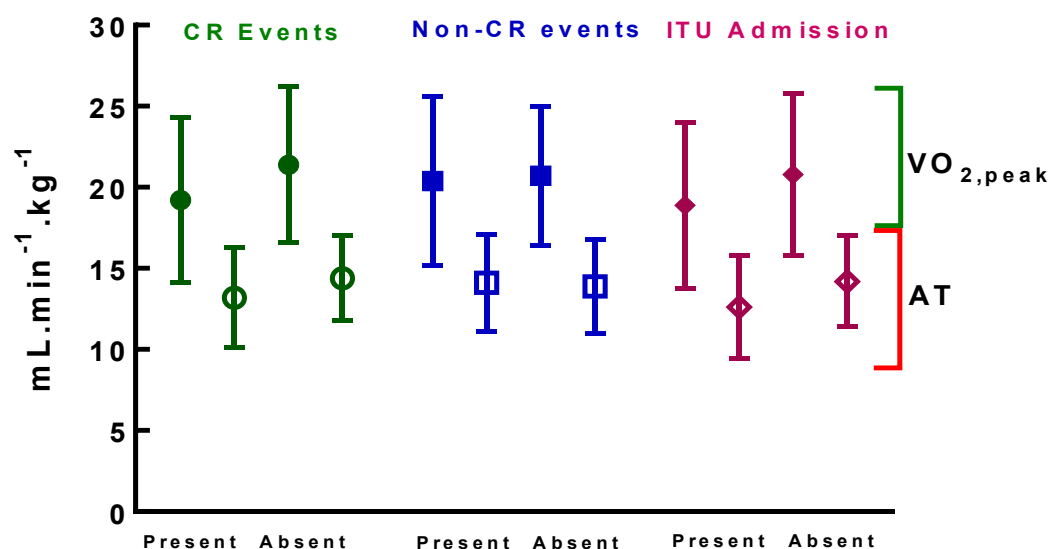 CR Events
Non-CR events
ITU Admission
30
25
20
15
10
5
0
mL.min-1.kg-1
VO2,peak
AT
Present Absent
Present Absent
Present Absent